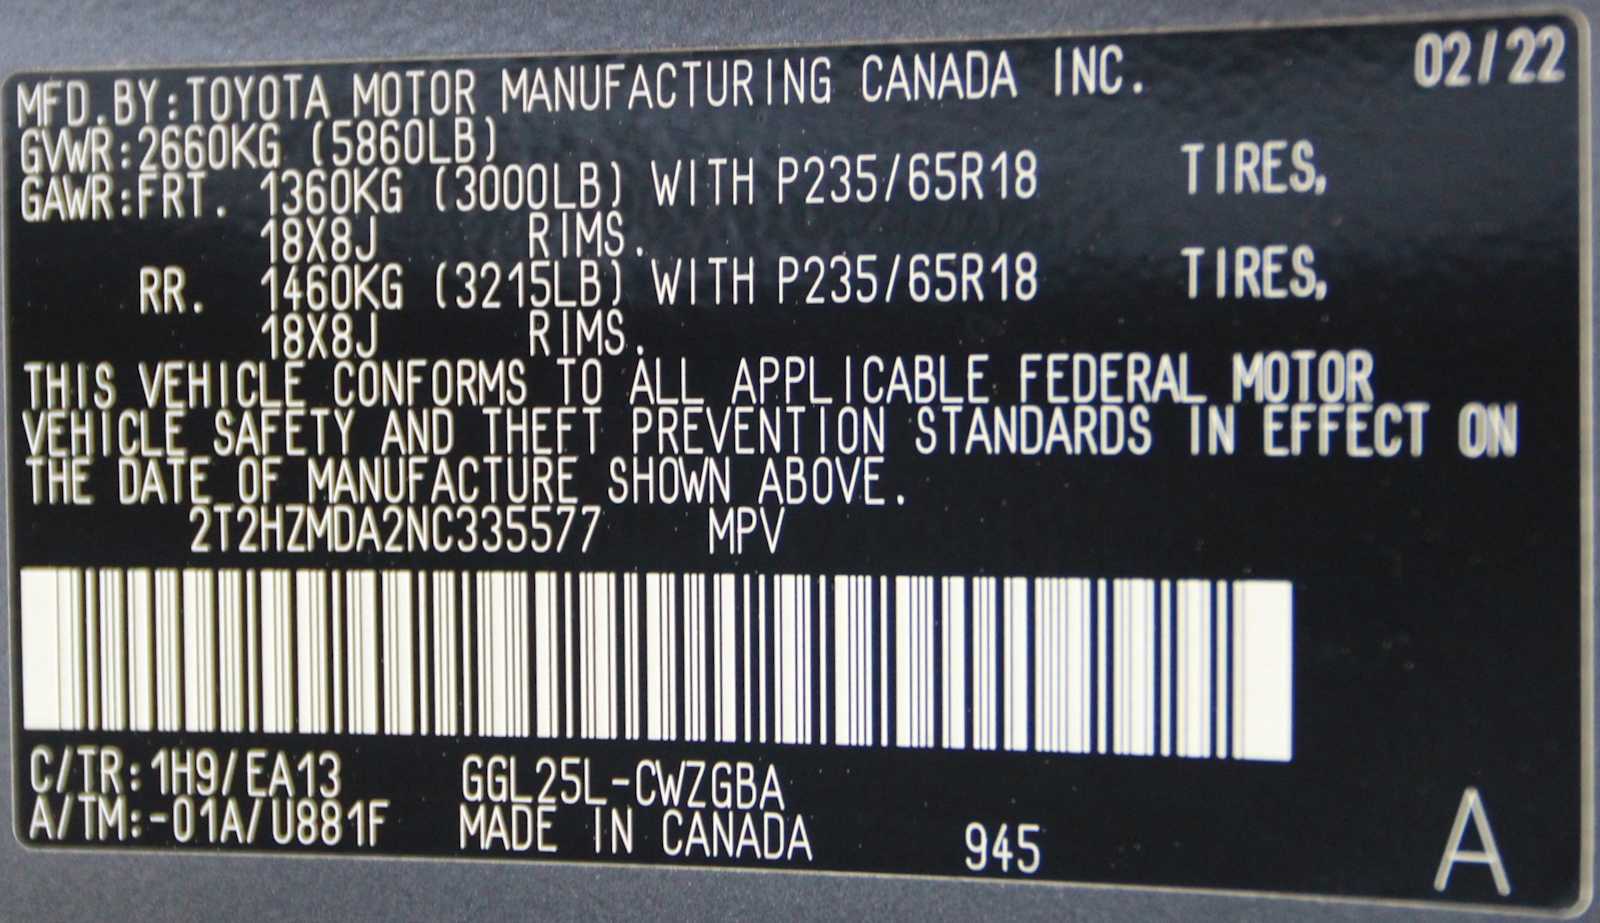 MFD.BY:TOYOTA MOTOR MANUFACTURING CANADA INC. 02/22
GVWR:2660KG (5860LB)
GAWR:FRT. 1360KG (3000LB) WITH P235/65R18 TIRES,
18X8J RIMS.
RR. 1460KG (3215LB) WITH P235/65R18 TIRES,
18X8J RIMS.
THIS VEHICLE CONFORMS TO ALL APPLICABLE FEDERAL MOTOR
VEHICLE SAFETY AND THEFT PREVENTION STANDARDS IN EFFECT ON
THE DATE OF MANUFACTURE SHOWN ABOVE.
2T2HZMDA2NC335577 MPV
C/TR:1H9/EA13 GGL25L-CWZGBA
A/TM:-01A/U881F MADE IN CANADA 945 A